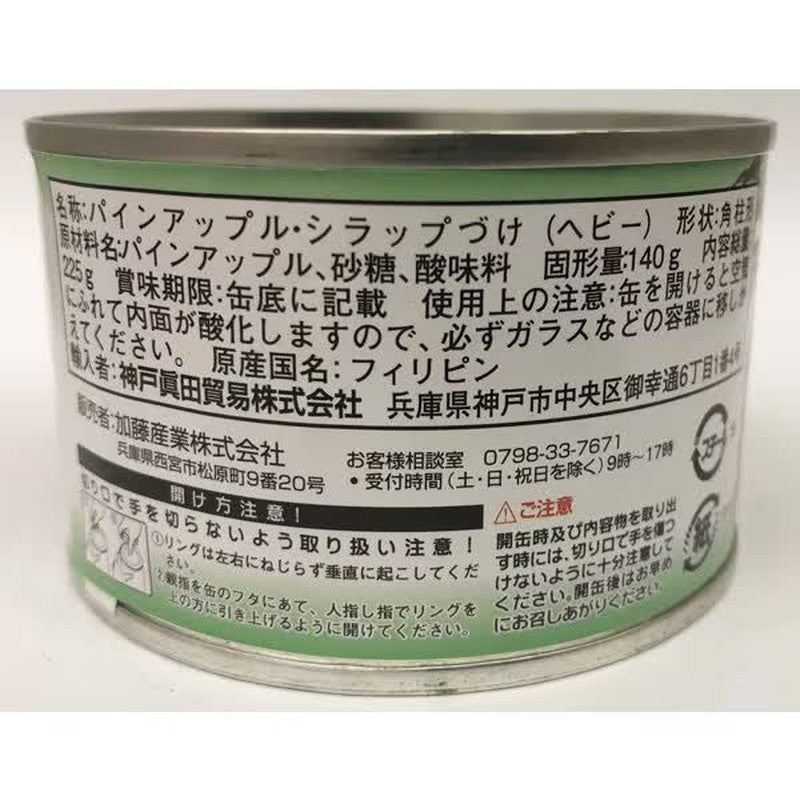 名称:パインアップル・シラップづけ(ヘビー) 形状:角柱形
原材料名:パインアップル、砂糖、酸味料 固形量:140g 内容総量
225g 賞味期限:缶底に記載 使用上の注意:缶を開けると空気
にふれて内面が酸化しますので、必ずガラスなどの容器に移しか
えてください。 原産国名:フィリピン
輸入者:神戸眞田貿易株式会社 兵庫県神戸市中央区御幸通6丁目1番4号
販売者:加藤産業株式会社
兵庫県西宮市松原町9番20号
お客様相談室 0798-33-7671
•受付時間(土・日・祝日を除く)9時~17時
開け方注意!
切り口で手を切らないよう取り扱い注意!
①リングは左右にねじらず垂直に起こしてくだ
さい。
②親指を缶のフタにあて、人指し指でリングを
上の方に引き上げるように開けてください。
⚠ご注意
開缶時及び内容物を取り出
す時には、切り口で手を傷つ
けないように十分注意して
ください。開缶後はお早め
にお召しあがりください。
スチール
紙